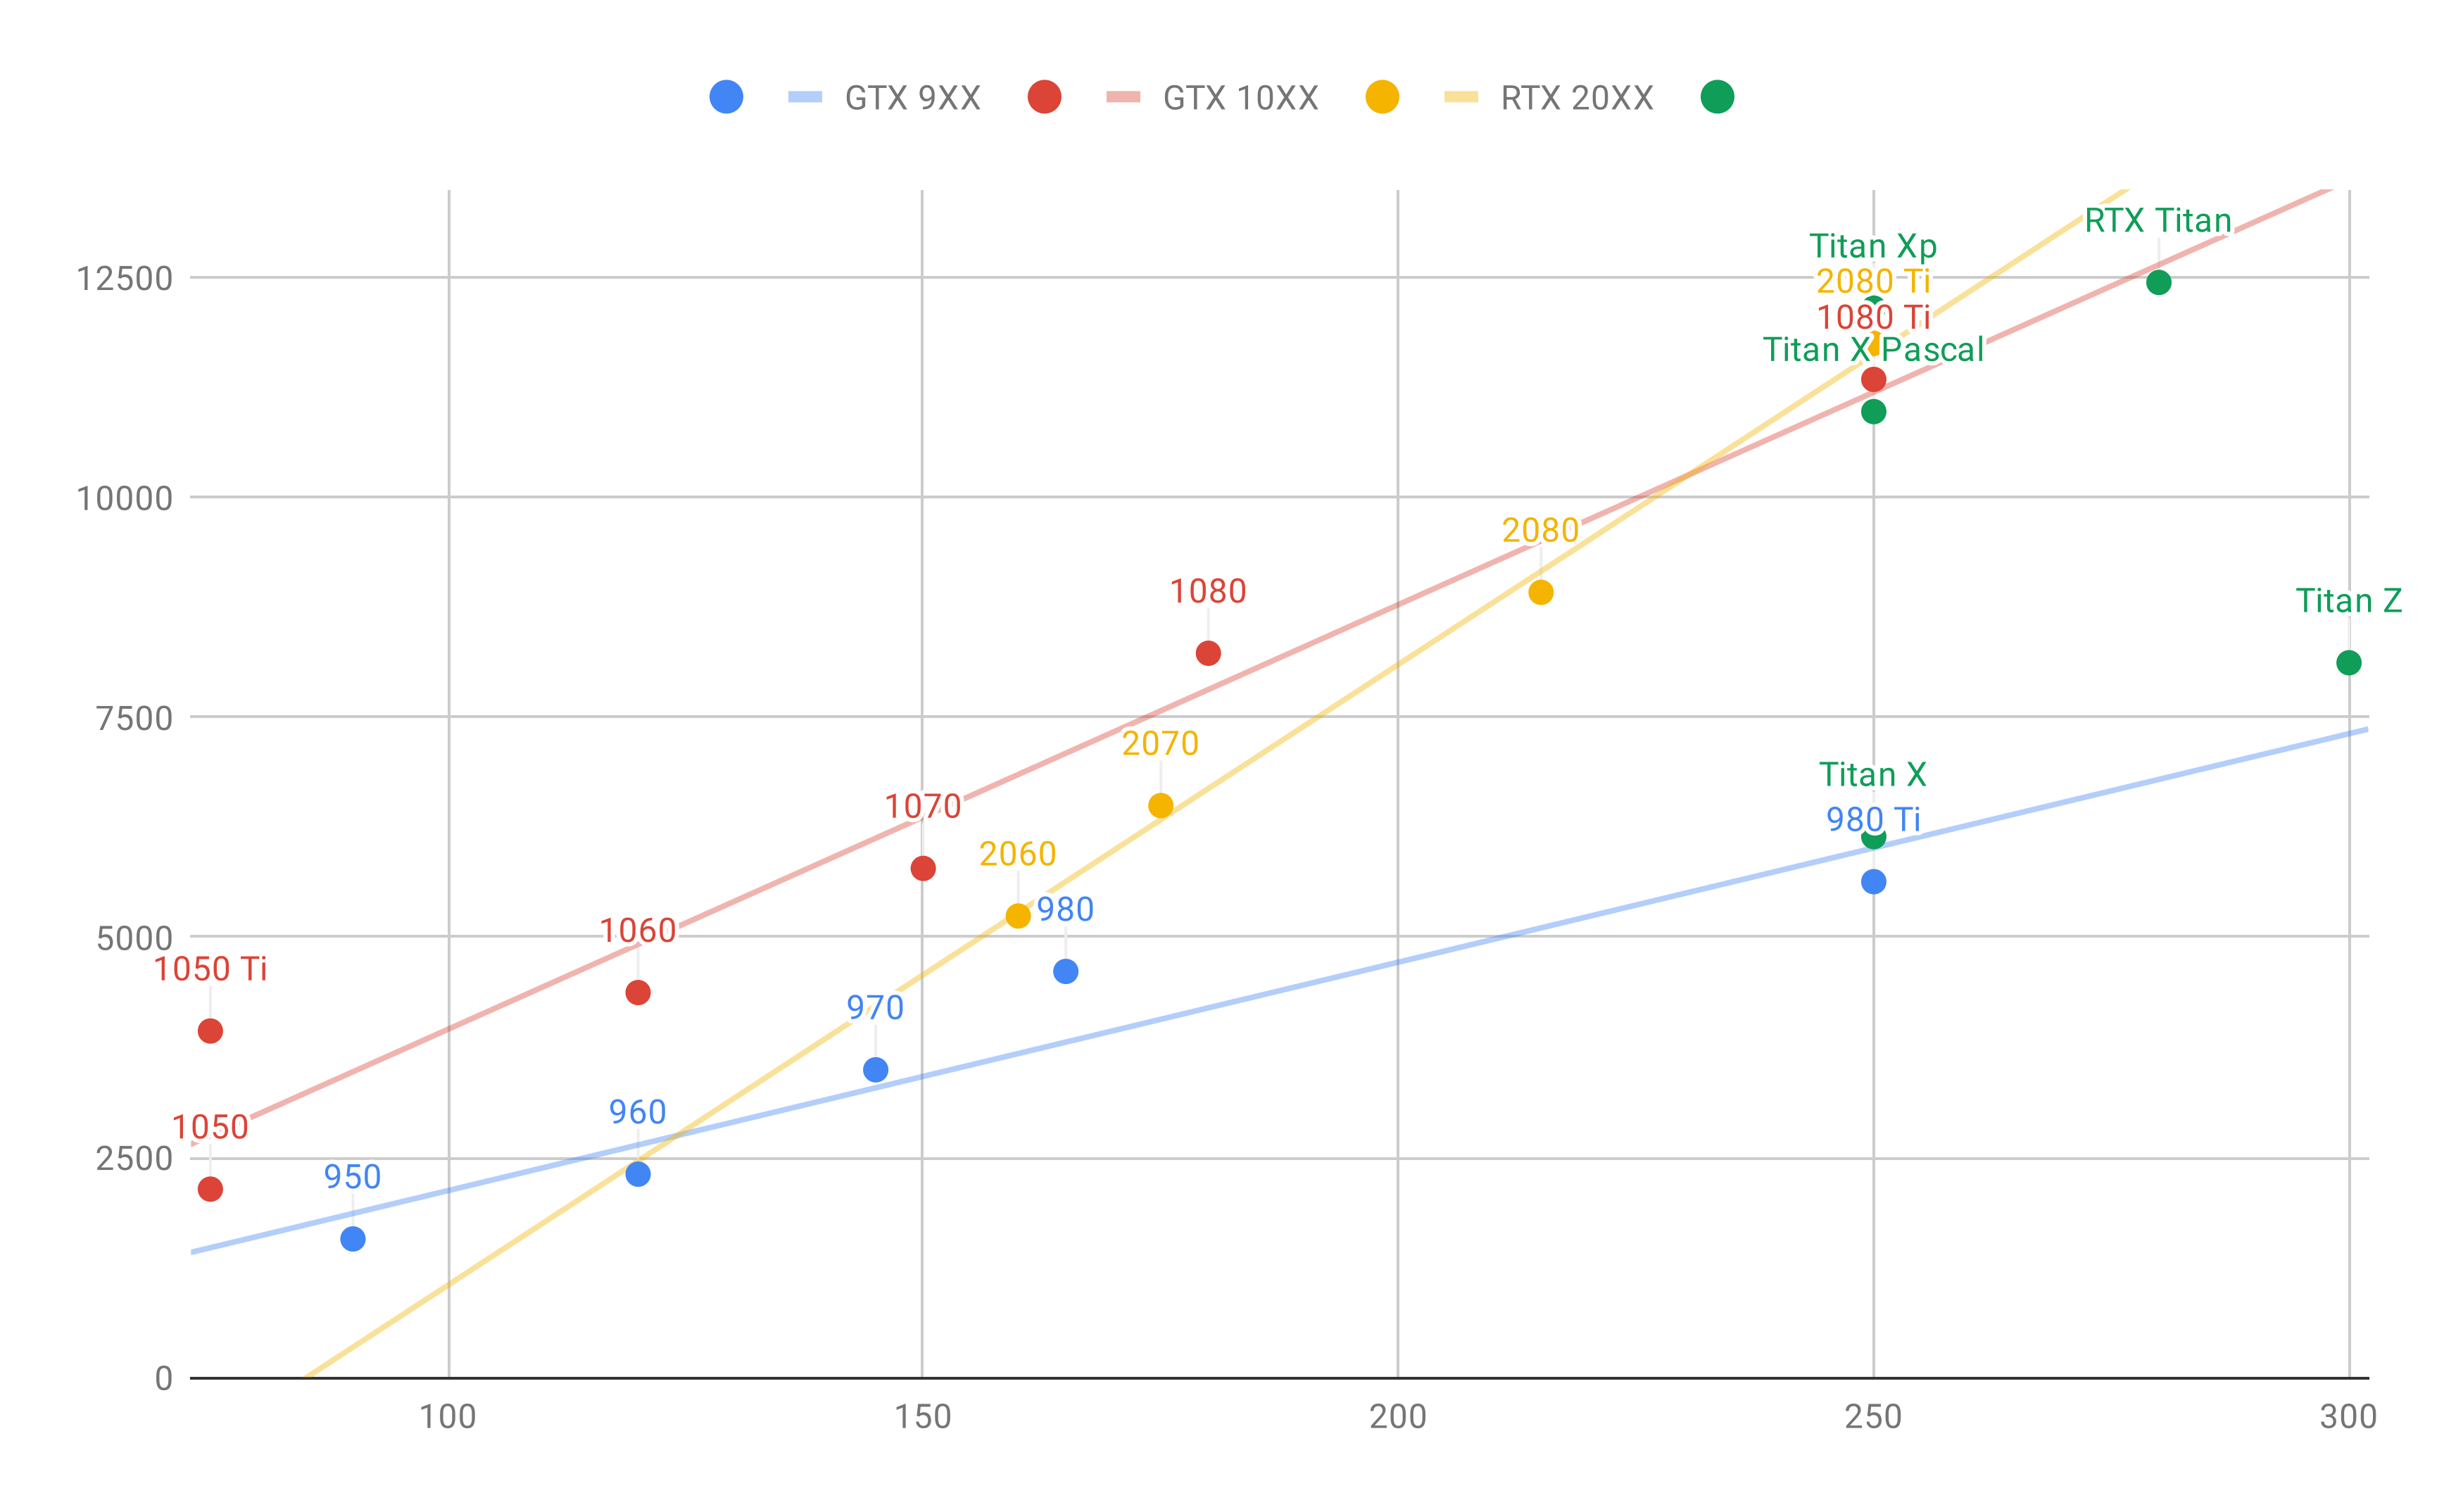 GTX 9XX GTX 10XX RTX 20XX
RTX Titan
Titan Xp
12500
2080 Ti
1080 Ti
Titan X Pascal
10000
2080
1080
Titan Z
7500
2070
Titan X
1070
980 Ti
2060
980
1060
5000
1050 Ti
970
960
1050
2500
950
0
100 150 200 250 300